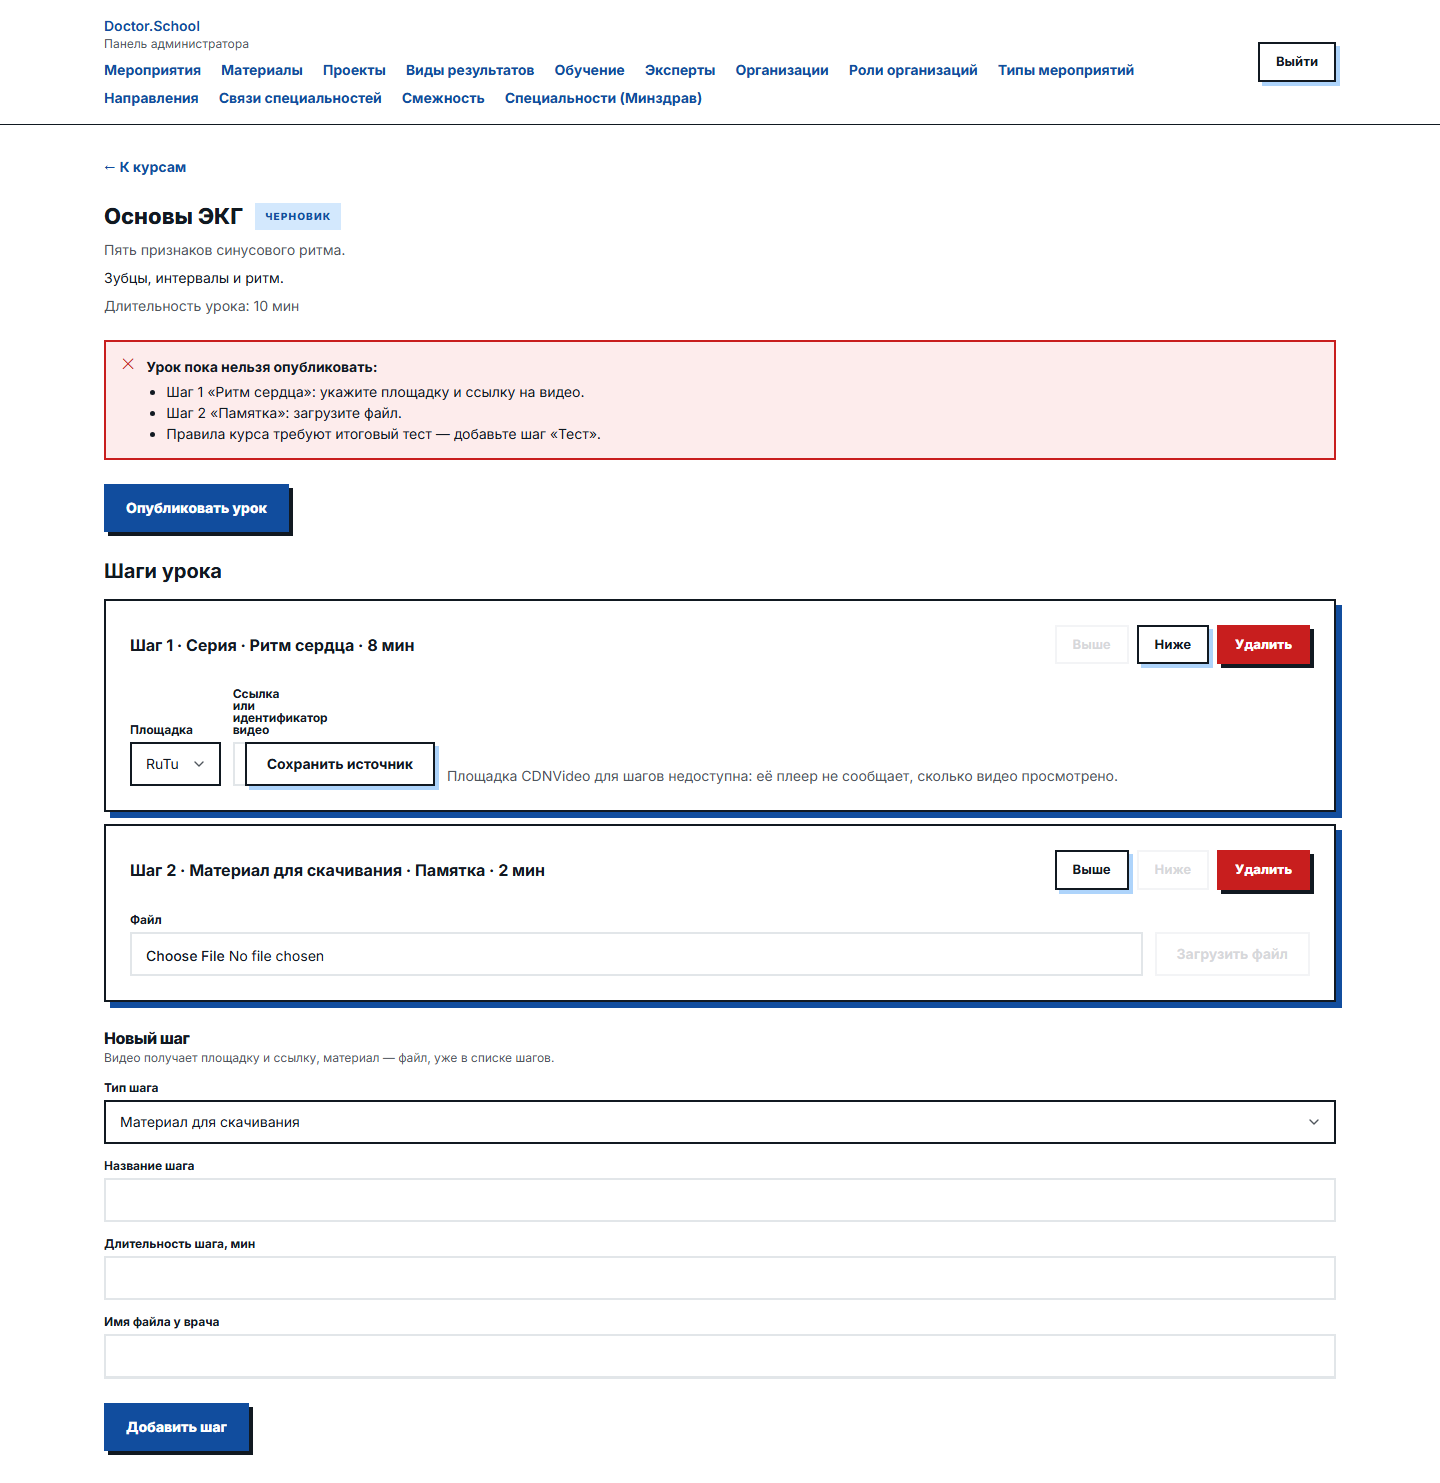 Doctor.School
Панель администратора
Мероприятия Материалы Проекты Виды результатов Обучение Эксперты Организации Роли организаций Типы мероприятий
Направления Связи специальностей Смежность Специальности (Минздрав)
Выйти
← К курсам
Основы ЭКГ ЧЕРНОВИК
Пять признаков синусового ритма.
Зубцы, интервалы и ритм.
Длительность урока: 10 мин
Урок пока нельзя опубликовать:
• Шаг 1 «Ритм сердца»: укажите площадку и ссылку на видео.
• Шаг 2 «Памятка»: загрузите файл.
• Правила курса требуют итоговый тест — добавьте шаг «Тест».
Опубликовать урок
Шаги урока
Шаг 1 · Серия · Ритм сердца · 8 мин Выше Ниже Удалить
Площадка
Ссылка
или
идентификатор
видео
RuTu Сохранить источник Площадка CDNVideo для шагов недоступна: её плеер не сообщает, сколько видео просмотрено.
Шаг 2 · Материал для скачивания · Памятка · 2 мин Выше Ниже Удалить
Файл
Choose File No file chosen Загрузить файл
Новый шаг
Видео получает площадку и ссылку, материал — файл, уже в списке шагов.
Тип шага
Материал для скачивания
Название шага
Длительность шага, мин
Имя файла у врача
Добавить шаг